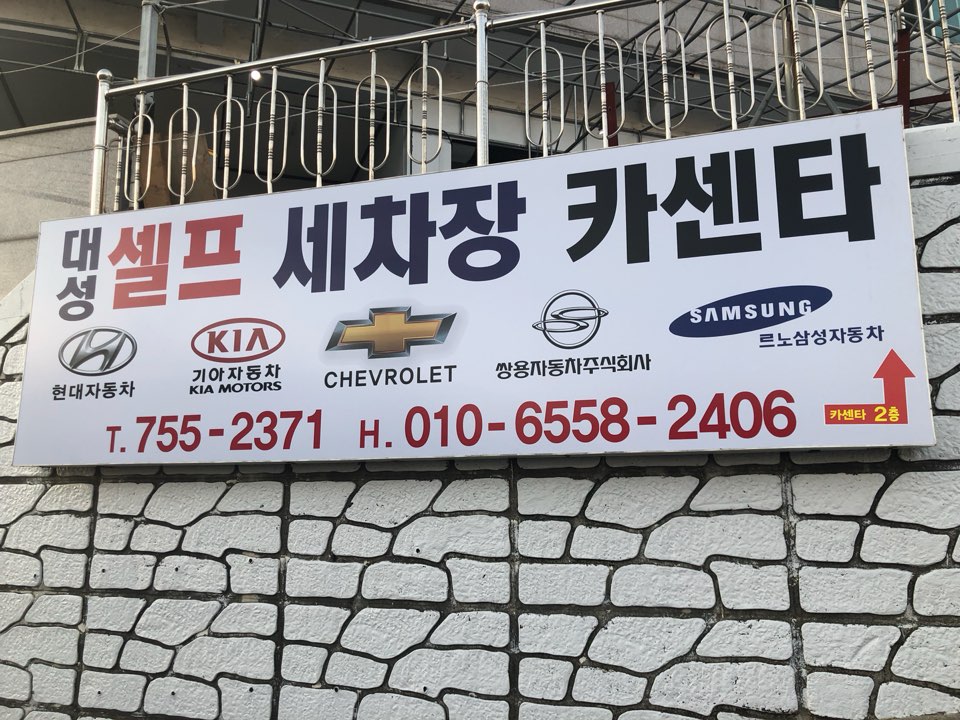 대성 셀프 세차장 카센타
현대자동차
KIA
기아자동차
KIA MOTORS
CHEVROLET
쌍용자동차주식회사
SAMSUNG
르노삼성자동차
T. 755-2371 H. 010-6558-2406
카센타 2층